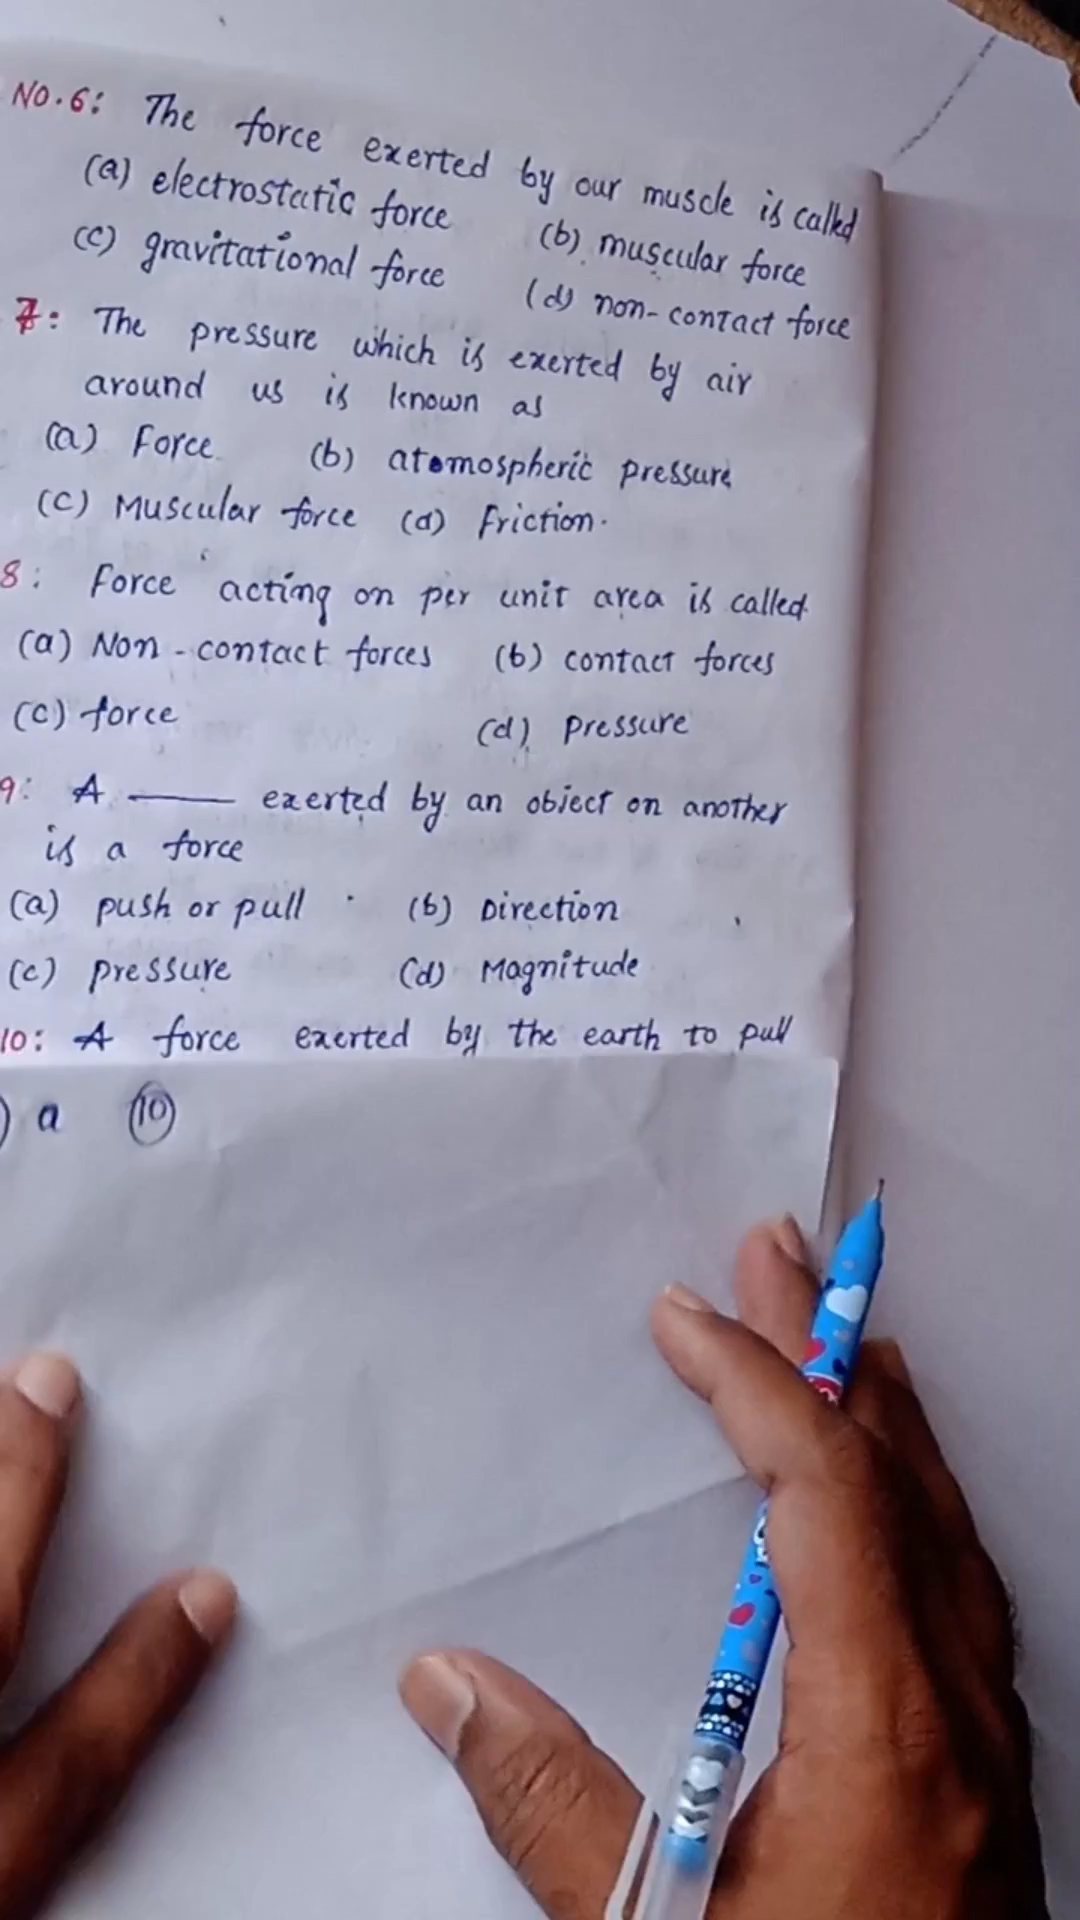 No.6: The force exerted by our muscle is called
(a) electrostatic force (b) muscular force
(c) gravitational force (d) non-contact force
7: The pressure which is exerted by air
around us is known as
(a) Force (b) atomospheric pressure
(c) Muscular force (d) Friction.
8: Force acting on per unit area is called
(a) Non-contact forces (b) contact forces
(c) force (d) Pressure
9: A ___ exerted by an object on another
is a force
(a) push or pull (b) Direction
(c) pressure (d) Magnitude
10: A force exerted by the earth to pull
) a 10